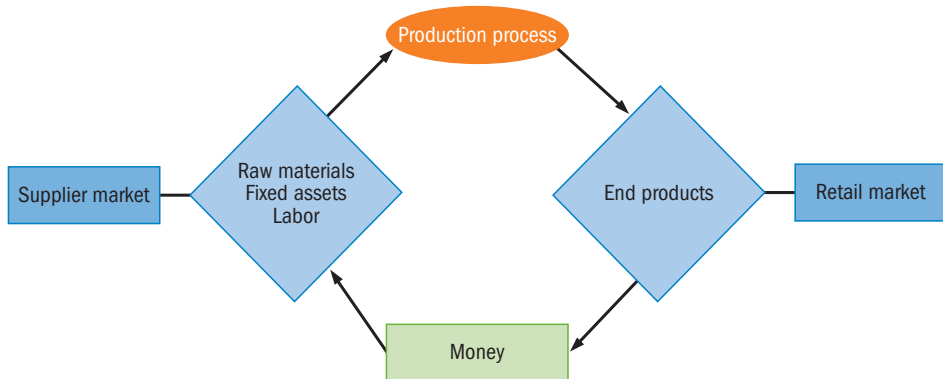 Production process
Supplier market
Raw materials
Fixed assets
Labor
End products
Retail market
Money